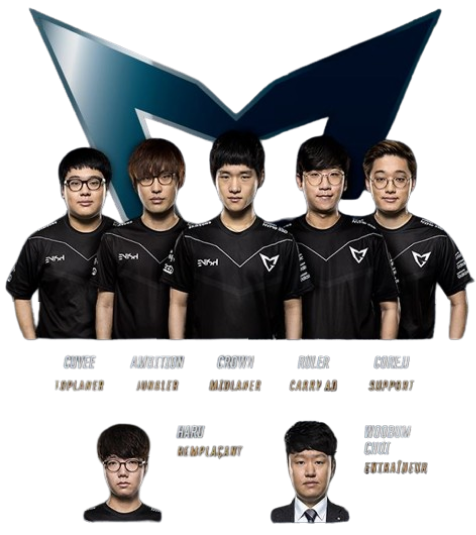 CUVEE AMBITION CROWN RULER COREJJ
TOPLANER JUNGLER MIDLANER CARRY AD SUPPORT
HARU
REMPLAÇANT
WOOBUM
CHOI
ENTRAÎNEUR